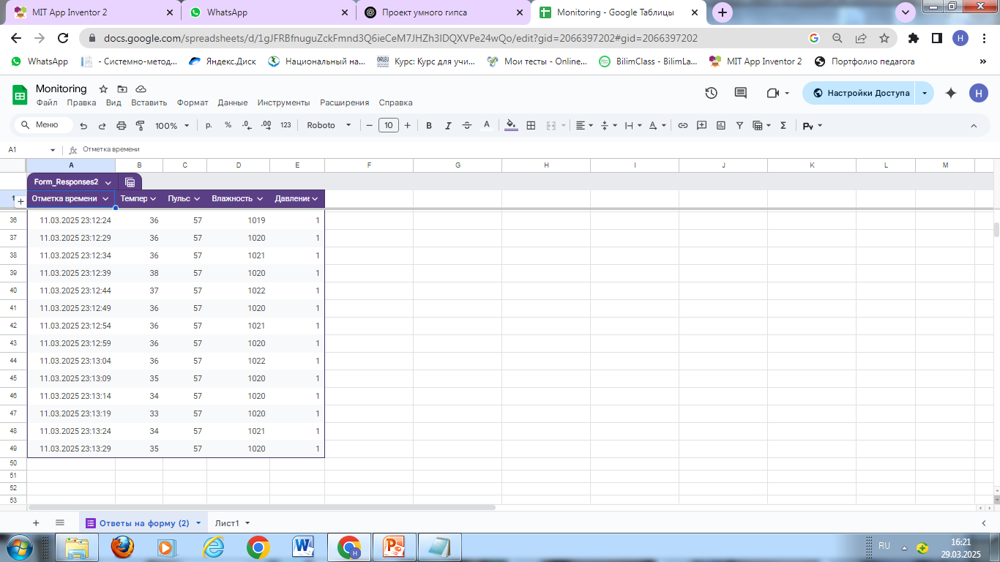 MIT App Inventor 2 WhatsApp Проект умного гипса Monitoring - Google Таблицы
docs.google.com/spreadsheets/d/1gJFRBfnuguZckFmnd3Q6ieCeM7JHZh3lDQXVPe24wQo/edit?gid=2066397202#gid=2066397202 H
WhatsApp - Системно-метод... Яндекс.Диск Национальный на... Курс: Курс для учи... Мои тесты - Online... BilimClass - BilimLa... MIT App Inventor 2 Портфолио педагога »
Monitoring
Файл Правка Вид Вставить Формат Данные Инструменты Расширения Справка
Настройки Доступа H
Меню 100% р. % .0 .00 123 Roboto − 10 + B I A Σ
A1 fx Отметка времени
A B C D E F G H I J K L M
Form_Responses2
1 Отметка времени Темпер Пульс Влажность Давление
36 11.03.2025 23:12:24 36 57 1019 1
37 11.03.2025 23:12:29 36 57 1020 1
38 11.03.2025 23:12:34 36 57 1021 1
39 11.03.2025 23:12:39 38 57 1020 1
40 11.03.2025 23:12:44 37 57 1022 1
41 11.03.2025 23:12:49 36 57 1020 1
42 11.03.2025 23:12:54 36 57 1021 1
43 11.03.2025 23:12:59 36 57 1020 1
44 11.03.2025 23:13:04 36 57 1022 1
45 11.03.2025 23:13:09 35 57 1020 1
46 11.03.2025 23:13:14 34 57 1020 1
47 11.03.2025 23:13:19 33 57 1020 1
48 11.03.2025 23:13:24 34 57 1021 1
49 11.03.2025 23:13:29 35 57 1020 1
50
51
52
53
+ Ответы на форму (2) Лист1
RU 16:21
29.03.2025